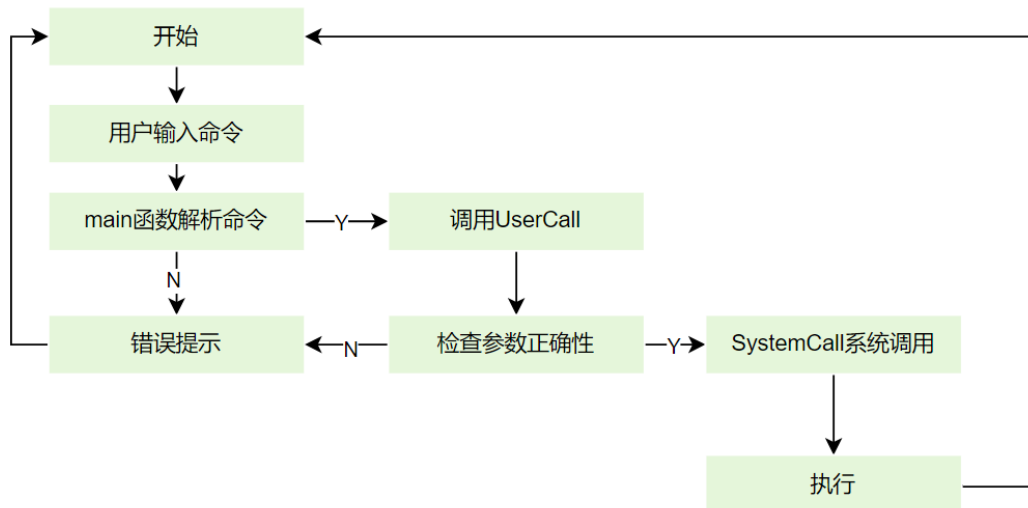 开始
用户输入命令
main函数解析命令
Y
调用UserCall
N
错误提示
N
检查参数正确性
Y
SystemCall系统调用
执行